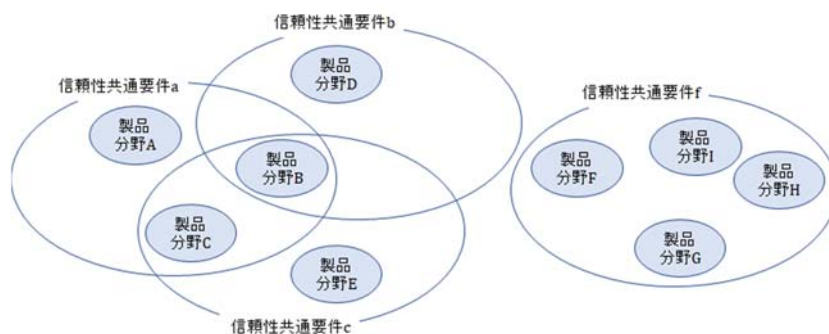 信頼性共通要件b
製品
分野D
信頼性共通要件a
信頼性共通要件f
製品
分野A
製品
分野I
製品
分野B
製品
分野F
製品
分野H
製品
分野C
製品
分野G
製品
分野E
信頼性共通要件c